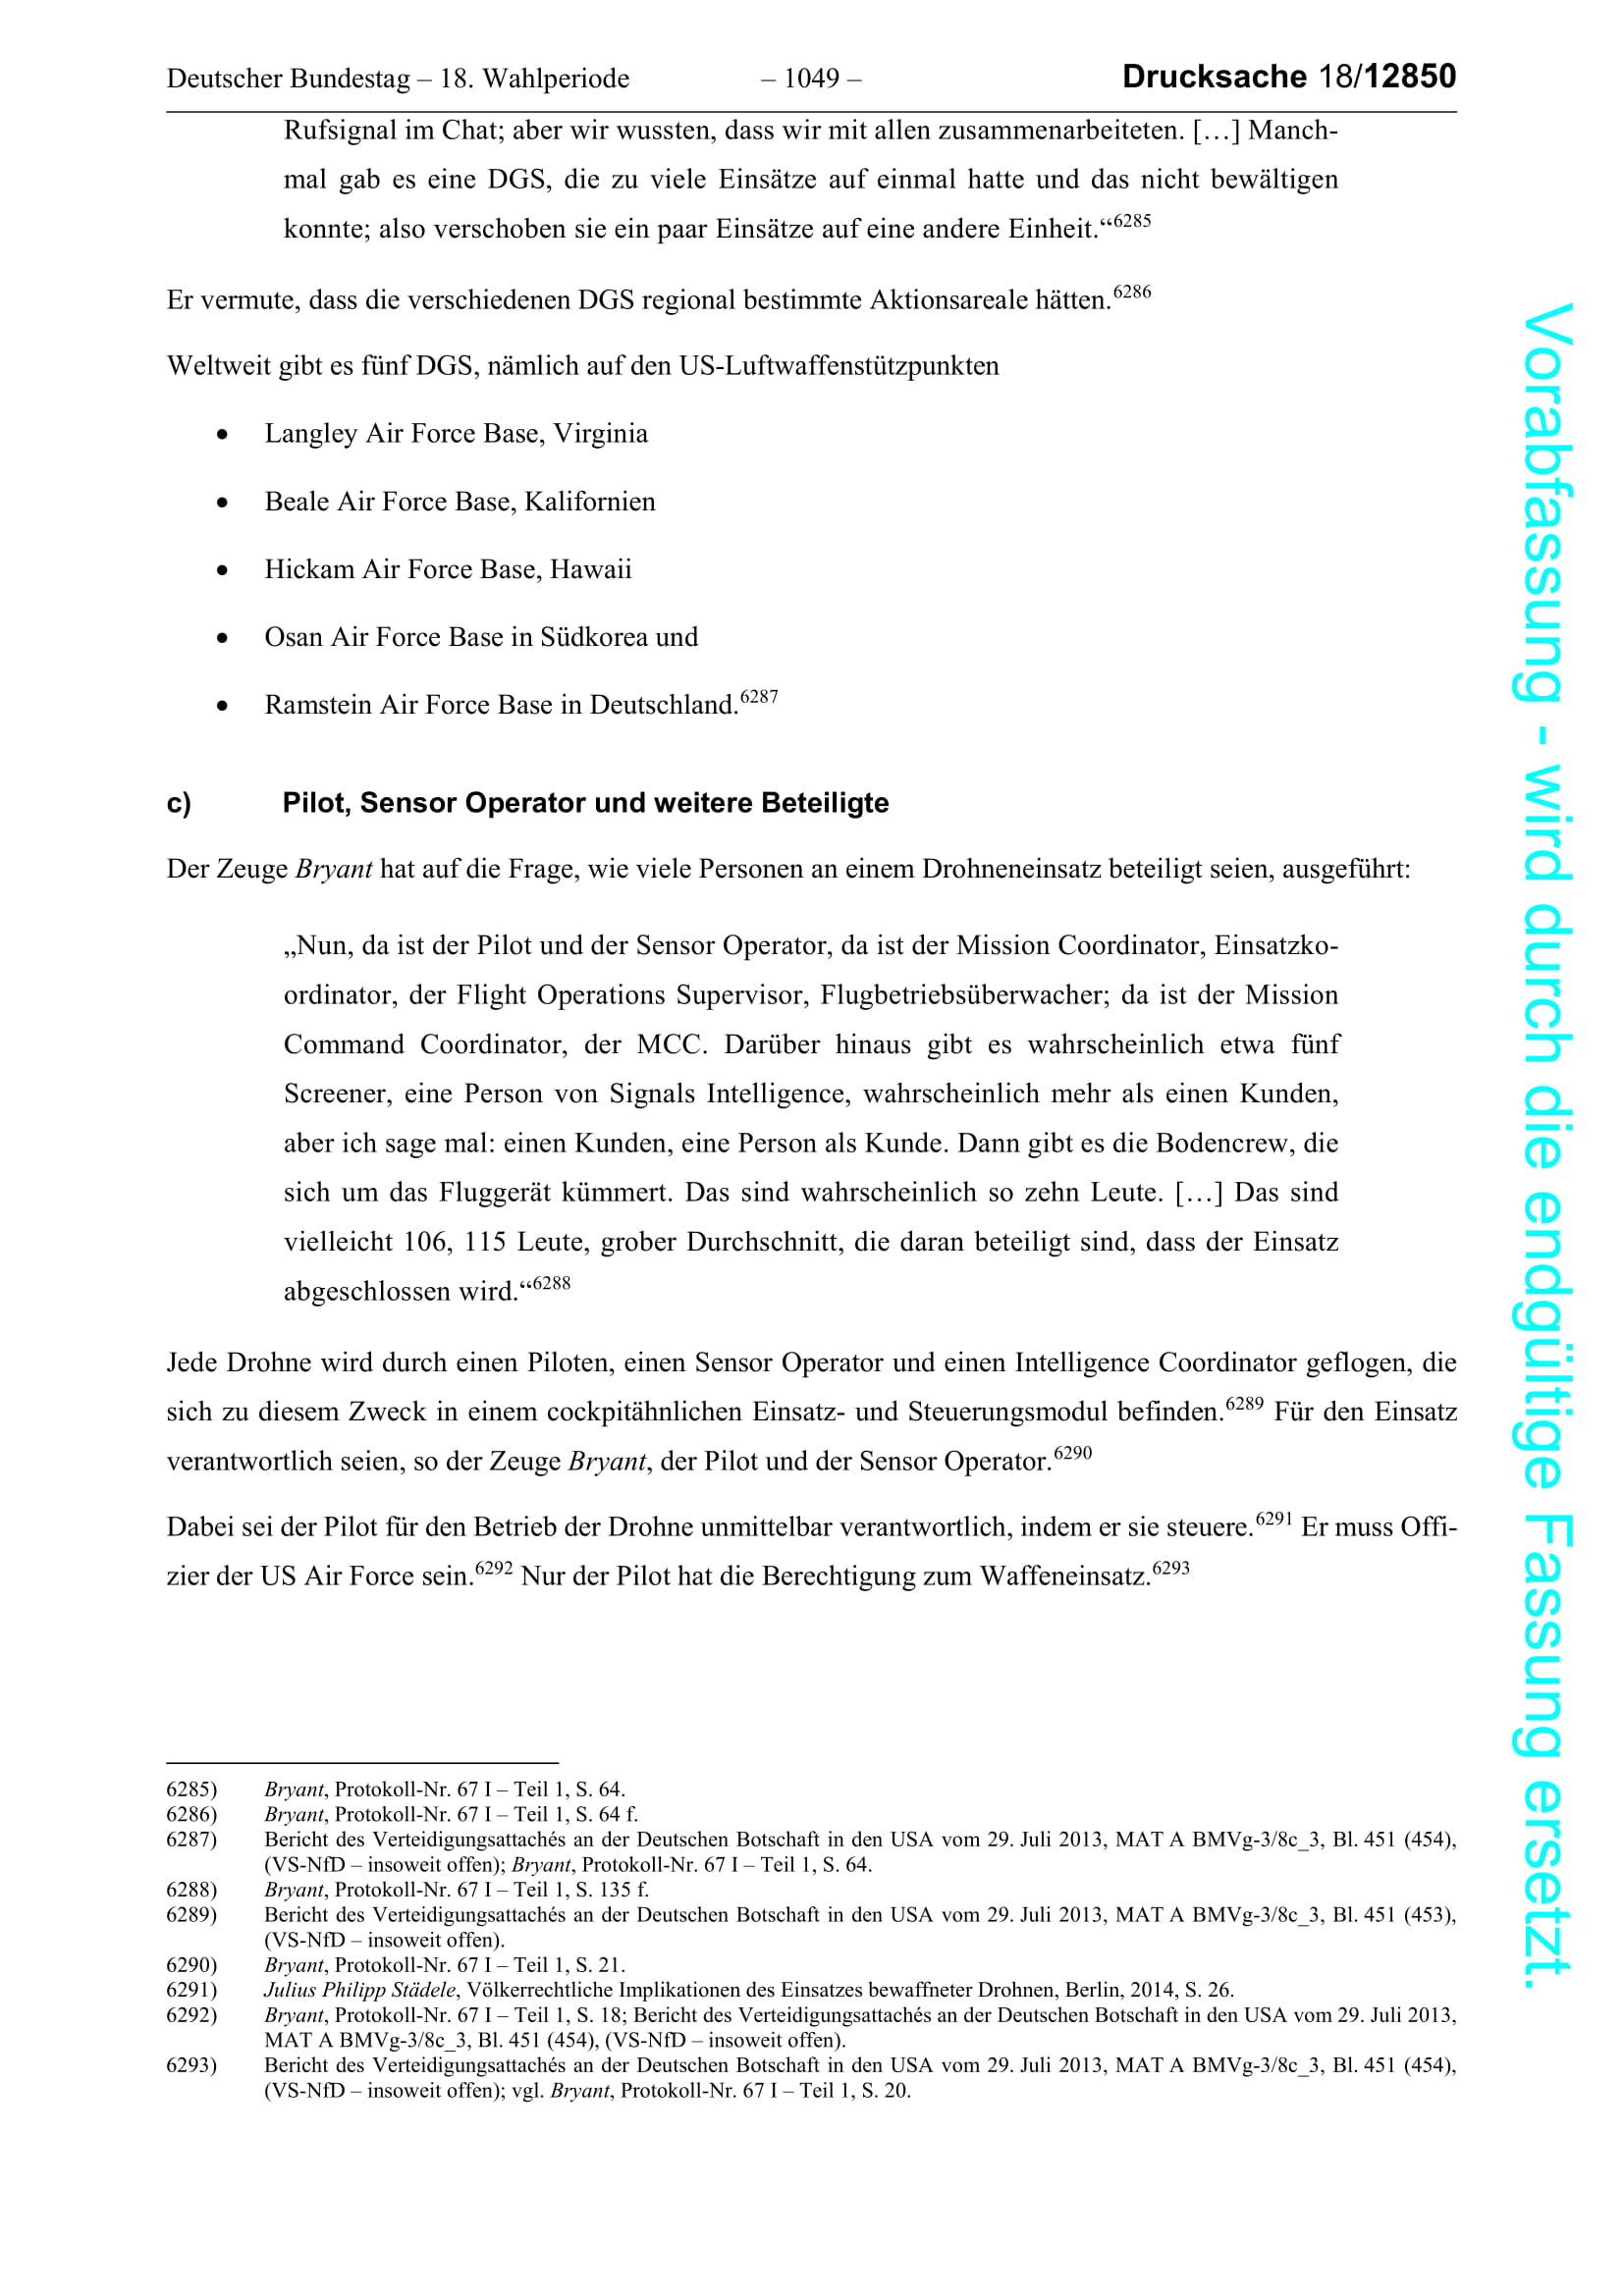 Deutscher Bundestag – 18. Wahlperiode – 1049 – Drucksache 18/12850
Rufsignal im Chat; aber wir wussten, dass wir mit allen zusammenarbeiteten. […] Manch-
mal gab es eine DGS, die zu viele Einsätze auf einmal hatte und das nicht bewältigen
konnte; also verschoben sie ein paar Einsätze auf eine andere Einheit.“6285
Er vermute, dass die verschiedenen DGS regional bestimmte Aktionsareale hätten.6286
Weltweit gibt es fünf DGS, nämlich auf den US-Luftwaffenstützpunkten
• Langley Air Force Base, Virginia
• Beale Air Force Base, Kalifornien
• Hickam Air Force Base, Hawaii
• Osan Air Force Base in Südkorea und
• Ramstein Air Force Base in Deutschland.6287
c) Pilot, Sensor Operator und weitere Beteiligte
Der Zeuge Bryant hat auf die Frage, wie viele Personen an einem Drohneneinsatz beteiligt seien, ausgeführt:
„Nun, da ist der Pilot und der Sensor Operator, da ist der Mission Coordinator, Einsatzko-
ordinator, der Flight Operations Supervisor, Flugbetriebsüberwacher; da ist der Mission
Command Coordinator, der MCC. Darüber hinaus gibt es wahrscheinlich etwa fünf
Screener, eine Person von Signals Intelligence, wahrscheinlich mehr als einen Kunden,
aber ich sage mal: einen Kunden, eine Person als Kunde. Dann gibt es die Bodencrew, die
sich um das Fluggerät kümmert. Das sind wahrscheinlich so zehn Leute. […] Das sind
vielleicht 106, 115 Leute, grober Durchschnitt, die daran beteiligt sind, dass der Einsatz
abgeschlossen wird.“6288
Jede Drohne wird durch einen Piloten, einen Sensor Operator und einen Intelligence Coordinator geflogen, die
sich zu diesem Zweck in einem cockpitähnlichen Einsatz- und Steuerungsmodul befinden.6289 Für den Einsatz
verantwortlich seien, so der Zeuge Bryant, der Pilot und der Sensor Operator.6290
Dabei sei der Pilot für den Betrieb der Drohne unmittelbar verantwortlich, indem er sie steuere.6291 Er muss Offi-
zier der US Air Force sein.6292 Nur der Pilot hat die Berechtigung zum Waffeneinsatz.6293
6285) Bryant, Protokoll-Nr. 67 I – Teil 1, S. 64.
6286) Bryant, Protokoll-Nr. 67 I – Teil 1, S. 64 f.
6287) Bericht des Verteidigungsattachés an der Deutschen Botschaft in den USA vom 29. Juli 2013, MAT A BMVg-3/8c_3, Bl. 451 (454),
(VS-NfD – insoweit offen); Bryant, Protokoll-Nr. 67 I – Teil 1, S. 64.
6288) Bryant, Protokoll-Nr. 67 I – Teil 1, S. 135 f.
6289) Bericht des Verteidigungsattachés an der Deutschen Botschaft in den USA vom 29. Juli 2013, MAT A BMVg-3/8c_3, Bl. 451 (453),
(VS-NfD – insoweit offen).
6290) Bryant, Protokoll-Nr. 67 I – Teil 1, S. 21.
6291) Julius Philipp Städele, Völkerrechtliche Implikationen des Einsatzes bewaffneter Drohnen, Berlin, 2014, S. 26.
6292) Bryant, Protokoll-Nr. 67 I – Teil 1, S. 18; Bericht des Verteidigungsattachés an der Deutschen Botschaft in den USA vom 29. Juli 2013,
MAT A BMVg-3/8c_3, Bl. 451 (454), (VS-NfD – insoweit offen).
6293) Bericht des Verteidigungsattachés an der Deutschen Botschaft in den USA vom 29. Juli 2013, MAT A BMVg-3/8c_3, Bl. 451 (454),
(VS-NfD – insoweit offen); vgl. Bryant, Protokoll-Nr. 67 I – Teil 1, S. 20.
Vorabfassung - wird durch die endgültige Fassung ersetzt.